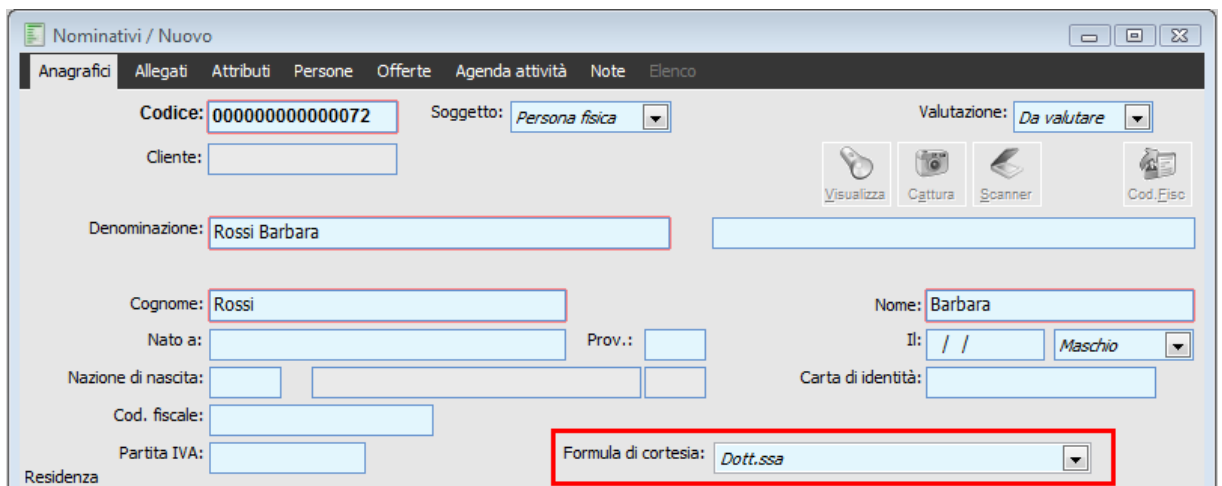 Nominativi / Nuovo
Anagrafici Allegati Attributi Persone Offerte Agenda attività Note Elenco
Codice: 000000000000072 Soggetto: Persona fisica Valutazione: Da valutare
Cliente:
Visualizza Cattura Scanner Cod.Fisc
Denominazione: Rossi Barbara
Cognome: Rossi Nome: Barbara
Nato a: Prov.: Il: / / Maschio
Nazione di nascita: Carta di identità:
Cod. fiscale:
Partita IVA: Formula di cortesia: Dott.ssa
Residenza